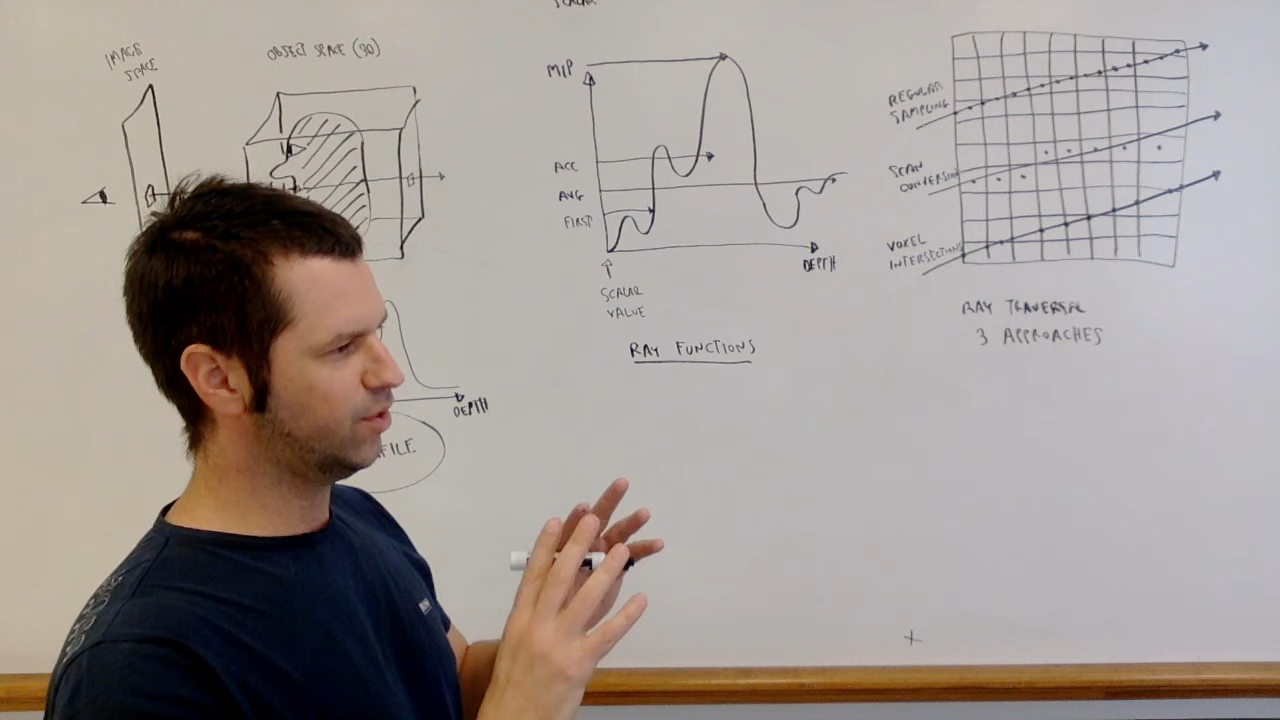 SCALAR
IMAGE
SPACE
OBJECT SPACE (3D)
DEPTH
FILE
MIP
ACC
AVG
FIRST
DEPTH
SCALAR
VALUE
RAY FUNCTIONS
REGULAR
SAMPLING
SCAN
CONVERSION
VOXEL
INTERSECTIONS
RAY TRAVERSAL
3 APPROACHES